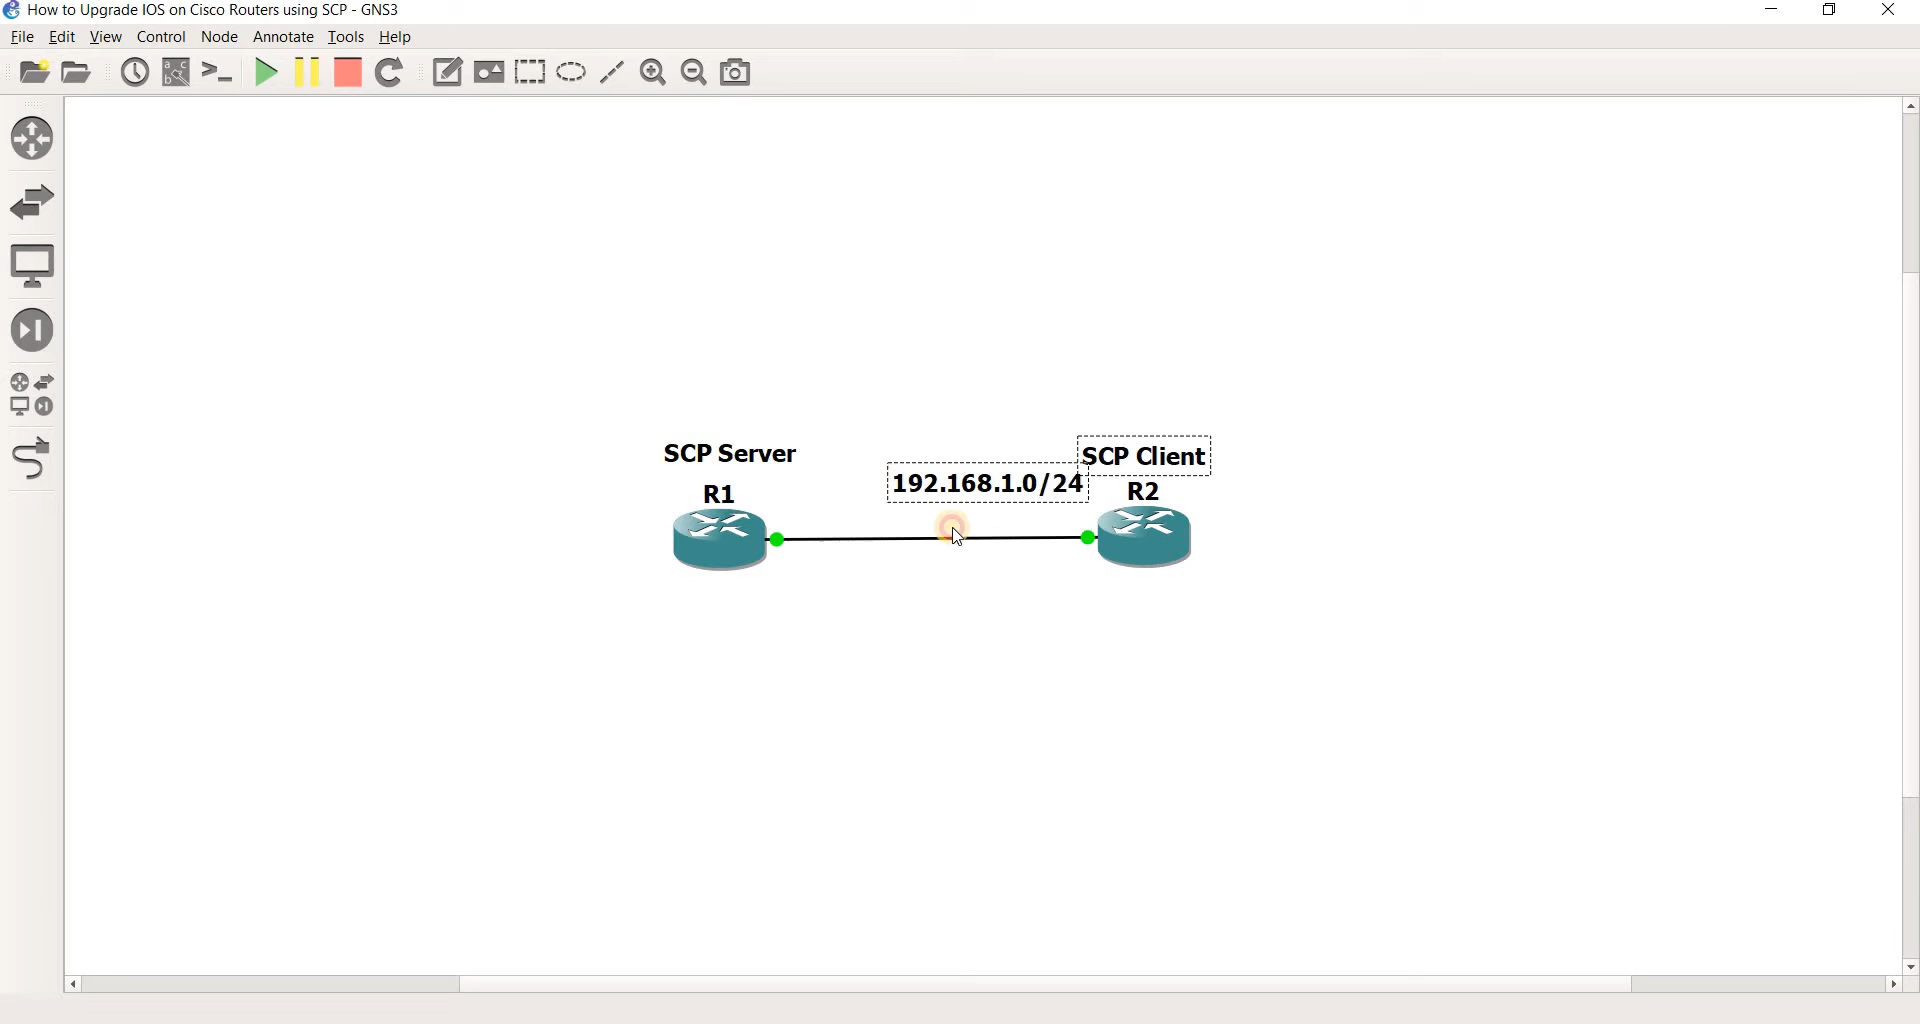 How to Upgrade IOS on Cisco Routers using SCP - GNS3
File Edit View Control Node Annotate Tools Help
SCP Server
SCP Client
192.168.1.0/24
R1
R2